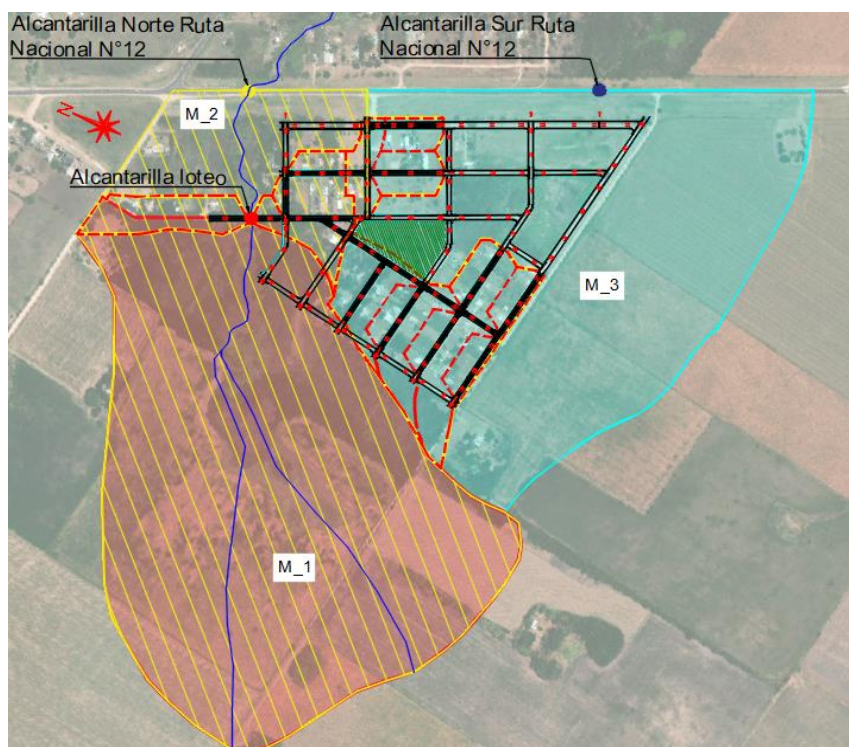 Alcantarilla Norte Ruta
Nacional N°12
Alcantarilla Sur Ruta
Nacional N°12
M_2
N
Alcantarilla loteo
M_3
M_1